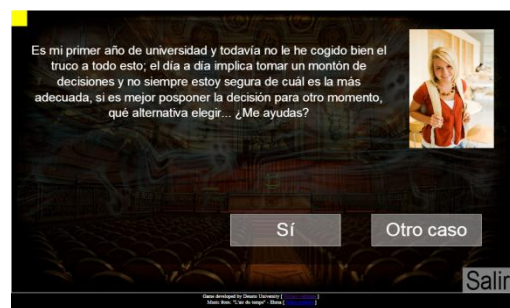 Es mi primer año de universidad y todavía no le he cogido bien el
truco a todo esto; el día a día implica tomar un montón de
decisiones y no siempre estoy segura de cuál es la más
adecuada, si es mejor posponer la decisión para otro momento,
qué alternativa elegir... ¿Me ayudas?
Sí
Otro caso
Salir
Game developed by Deusto University [
Music from: "L'air du temps" - Elena [